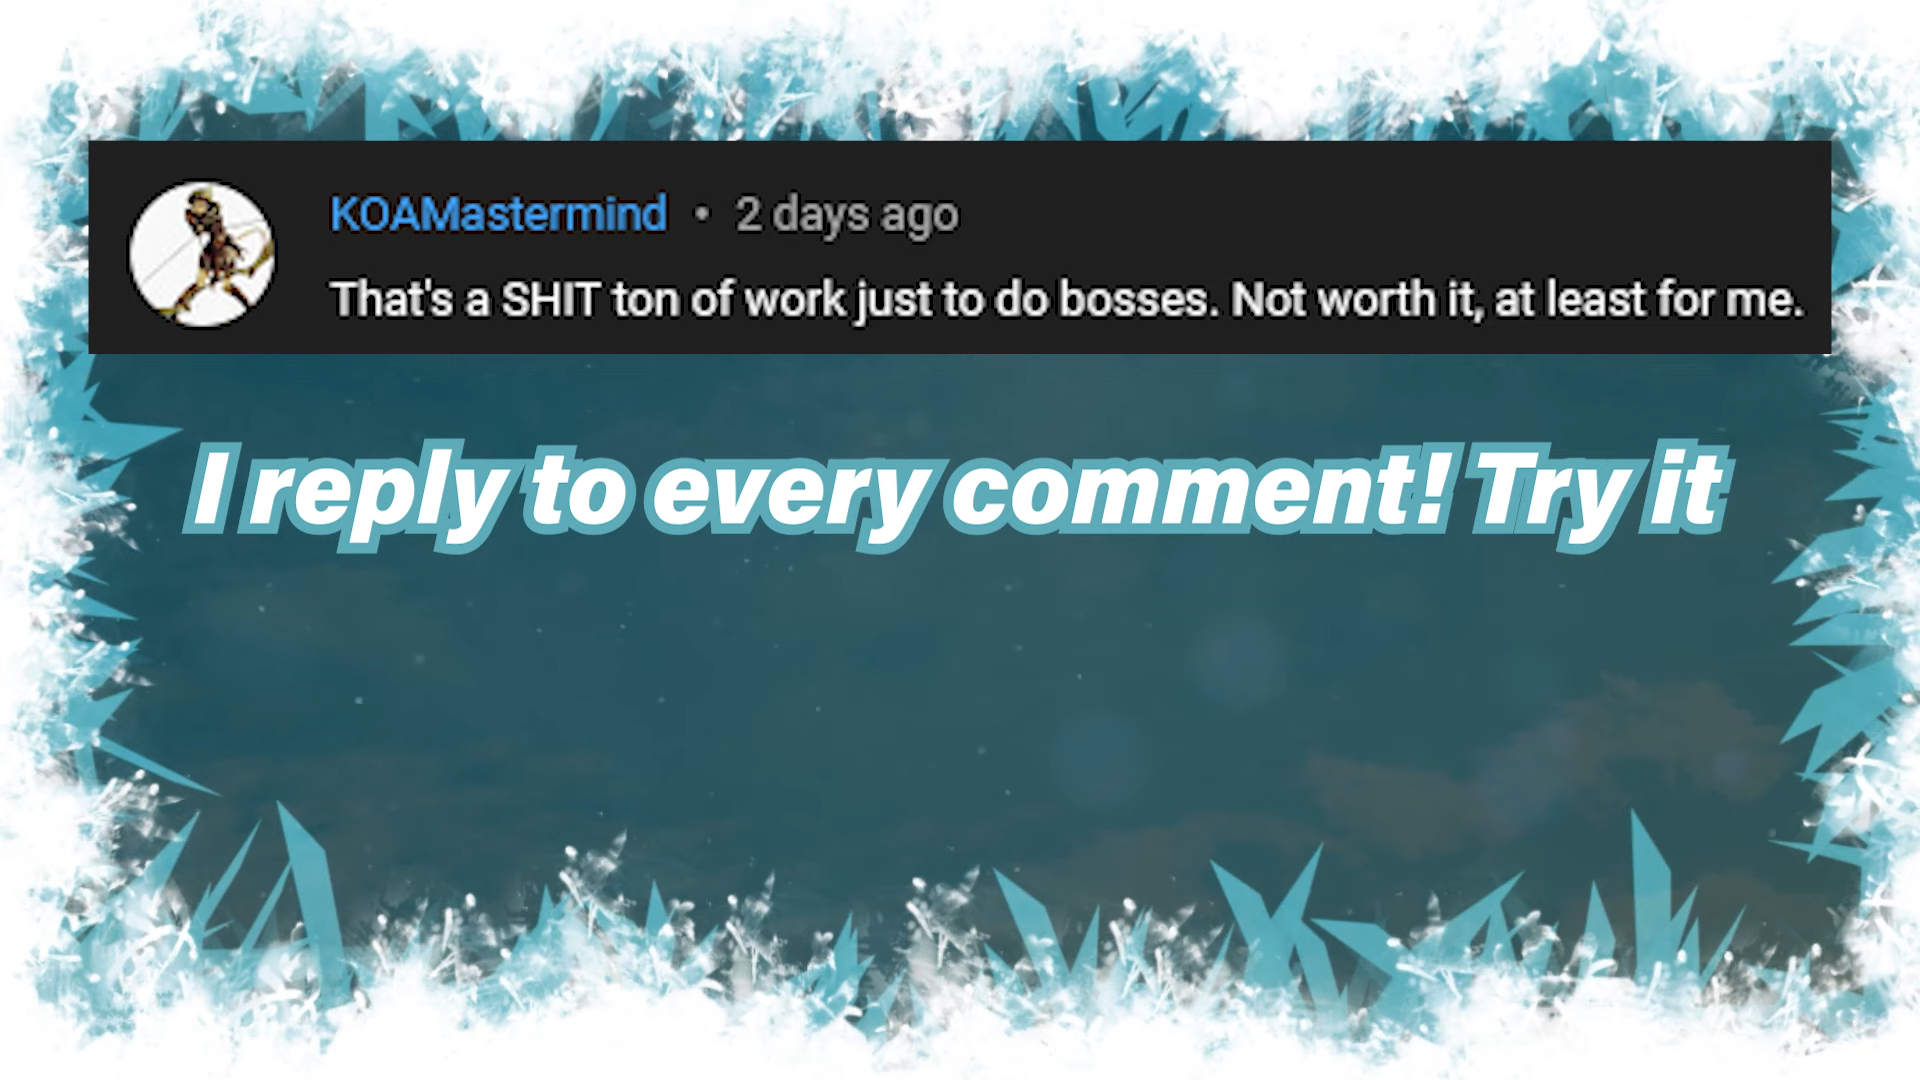 KOAMastermind • 2 days ago
That's a SHIT ton of work just to do bosses. Not worth it, at least for me.
I reply to every comment! Try it